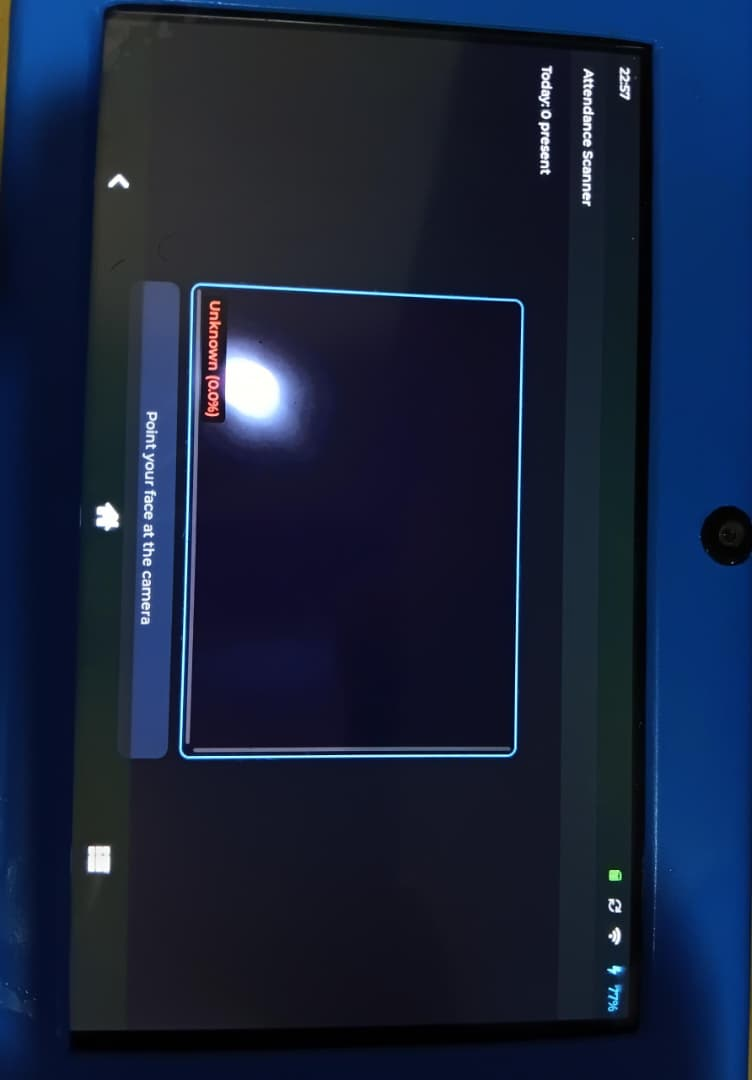 22:57
77%
Attendance Scanner
Today: 0 present
Unknown (0.0%)
Point your face at the camera